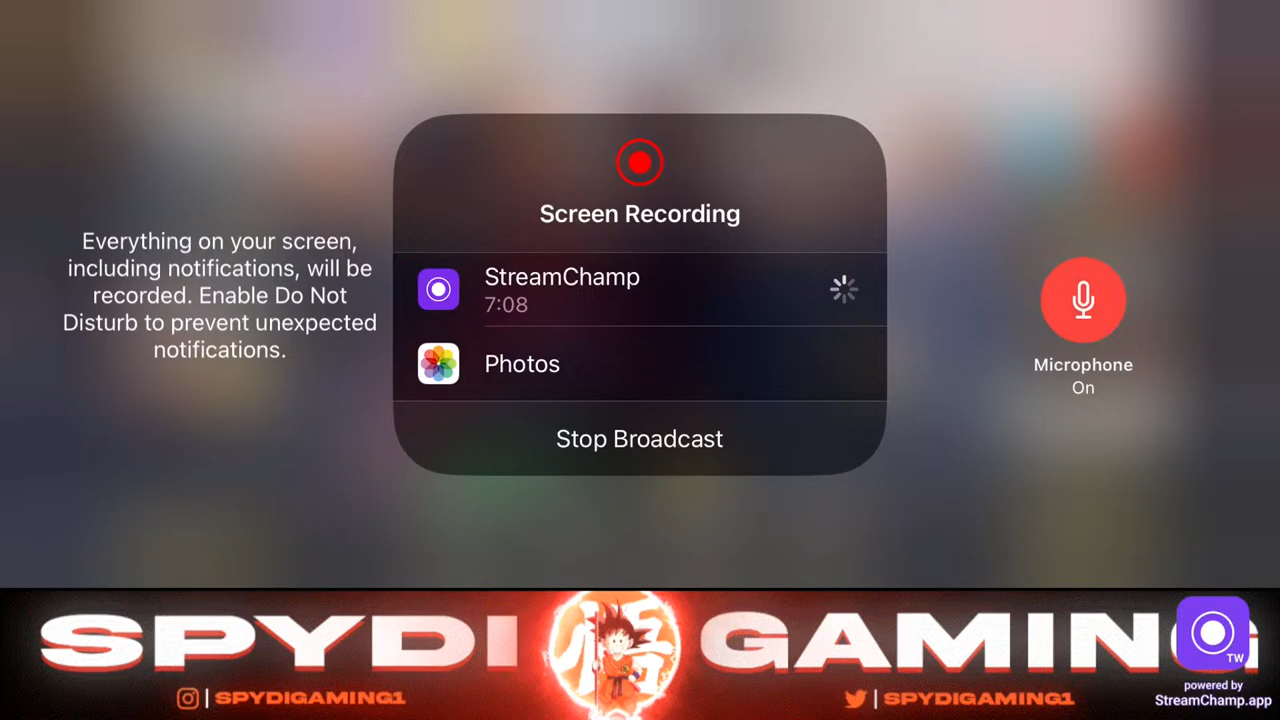 Everything on your screen,
including notifications, will be
recorded. Enable Do Not
Disturb to prevent unexpected
notifications.
Screen Recording
StreamChamp
7:08
Photos
Stop Broadcast
Microphone
On
SPYDI 悟 GAMING
| SPYDIGAMING1
| SPYDIGAMING1
TW
powered by
StreamChamp.app